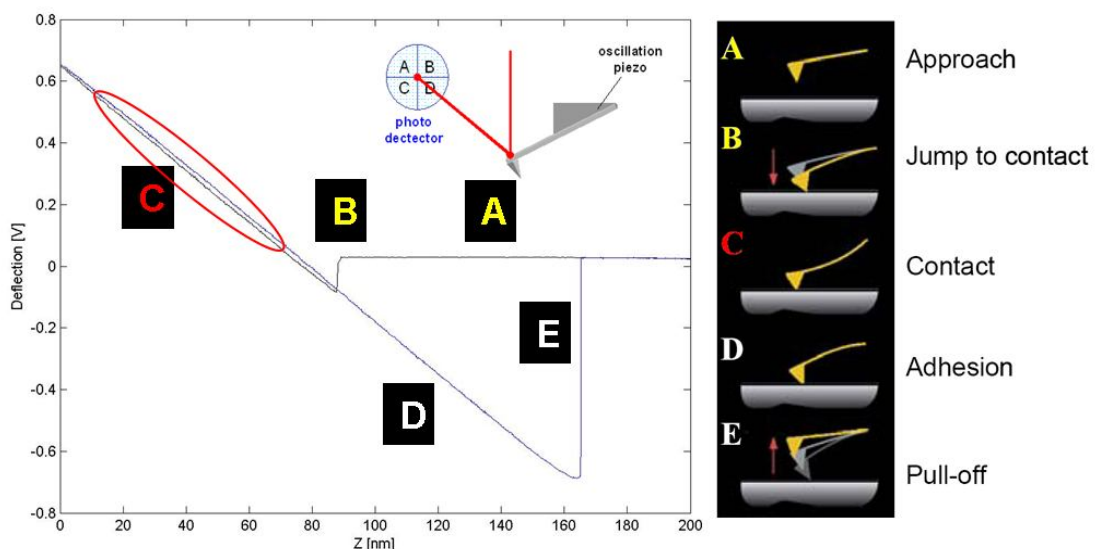 0.8
0.6
0.4
0.2
0
-0.2
-0.4
-0.6
-0.8
Deflection [V]
0 20 40 60 80 100 120 140 160 180 200
Z [nm]
A B
C D
photo
dectector
oscillation
piezo
C
B
A
E
D
A
Approach
B
Jump to contact
C
Contact
D
Adhesion
E
Pull-off